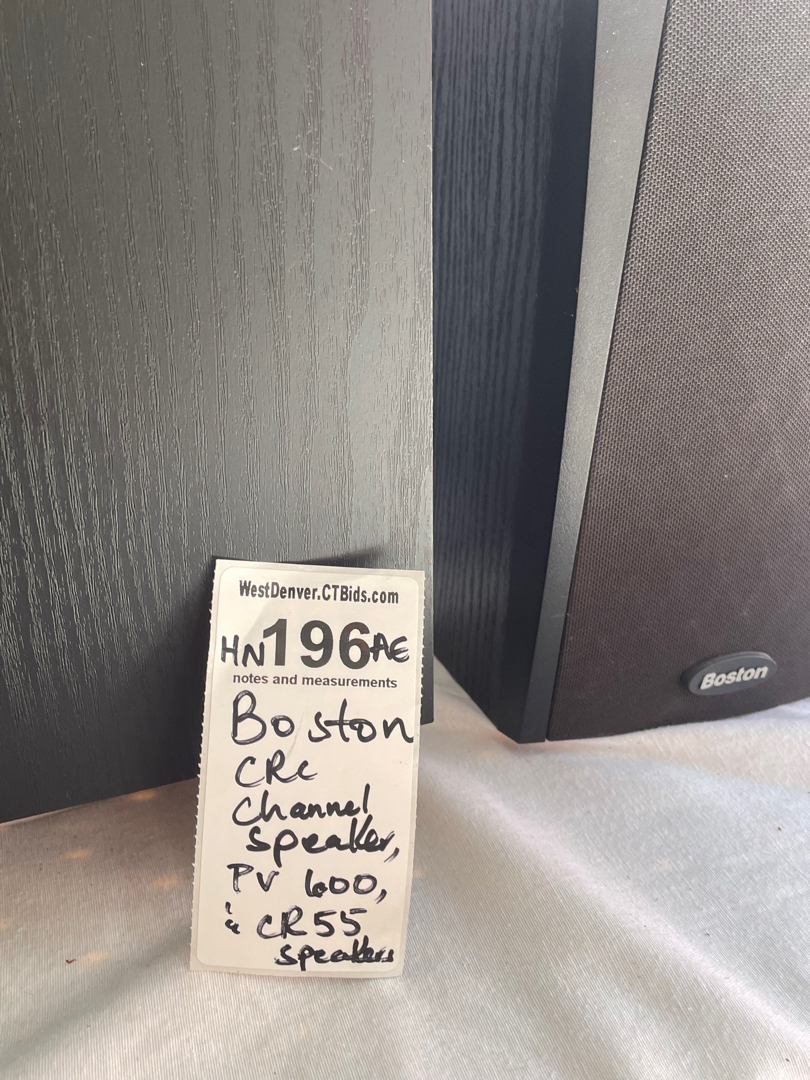 WestDenver.CTBids.com
HN196AE
notes and measurements
Boston
CRC
Channel
speaker,
PV 600,
& CR55
speakers
Boston